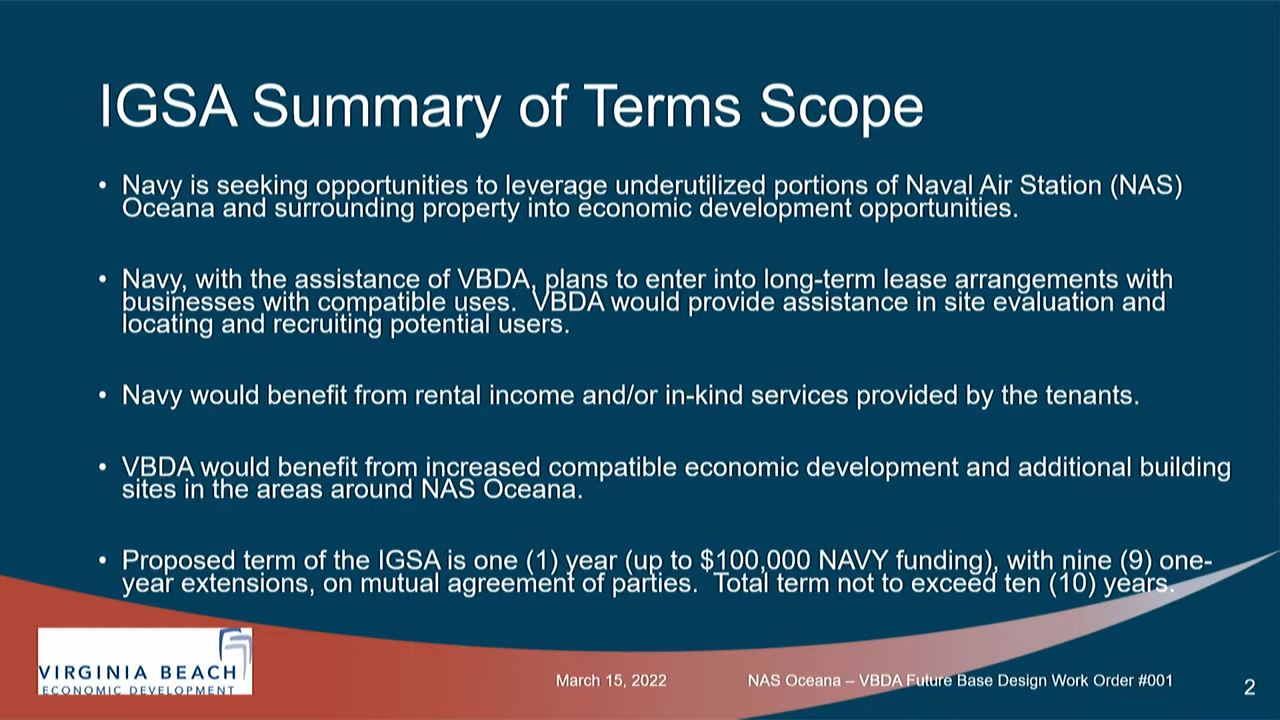 IGSA Summary of Terms Scope
• Navy is seeking opportunities to leverage underutilized portions of Naval Air Station (NAS)
Oceana and surrounding property into economic development opportunities.
• Navy, with the assistance of VBDA, plans to enter into long-term lease arrangements with
businesses with compatible uses.  VBDA would provide assistance in site evaluation and
locating and recruiting potential users.
• Navy would benefit from rental income and/or in-kind services provided by the tenants.
• VBDA would benefit from increased compatible economic development and additional building
sites in the areas around NAS Oceana.
• Proposed term of the IGSA is one (1) year (up to $100,000 NAVY funding), with nine (9) one-
year extensions, on mutual agreement of parties.  Total term not to exceed ten (10) years.
VIRGINIA BEACH
ECONOMIC DEVELOPMENT
March 15, 2022
NAS Oceana – VBDA Future Base Design Work Order #001
2